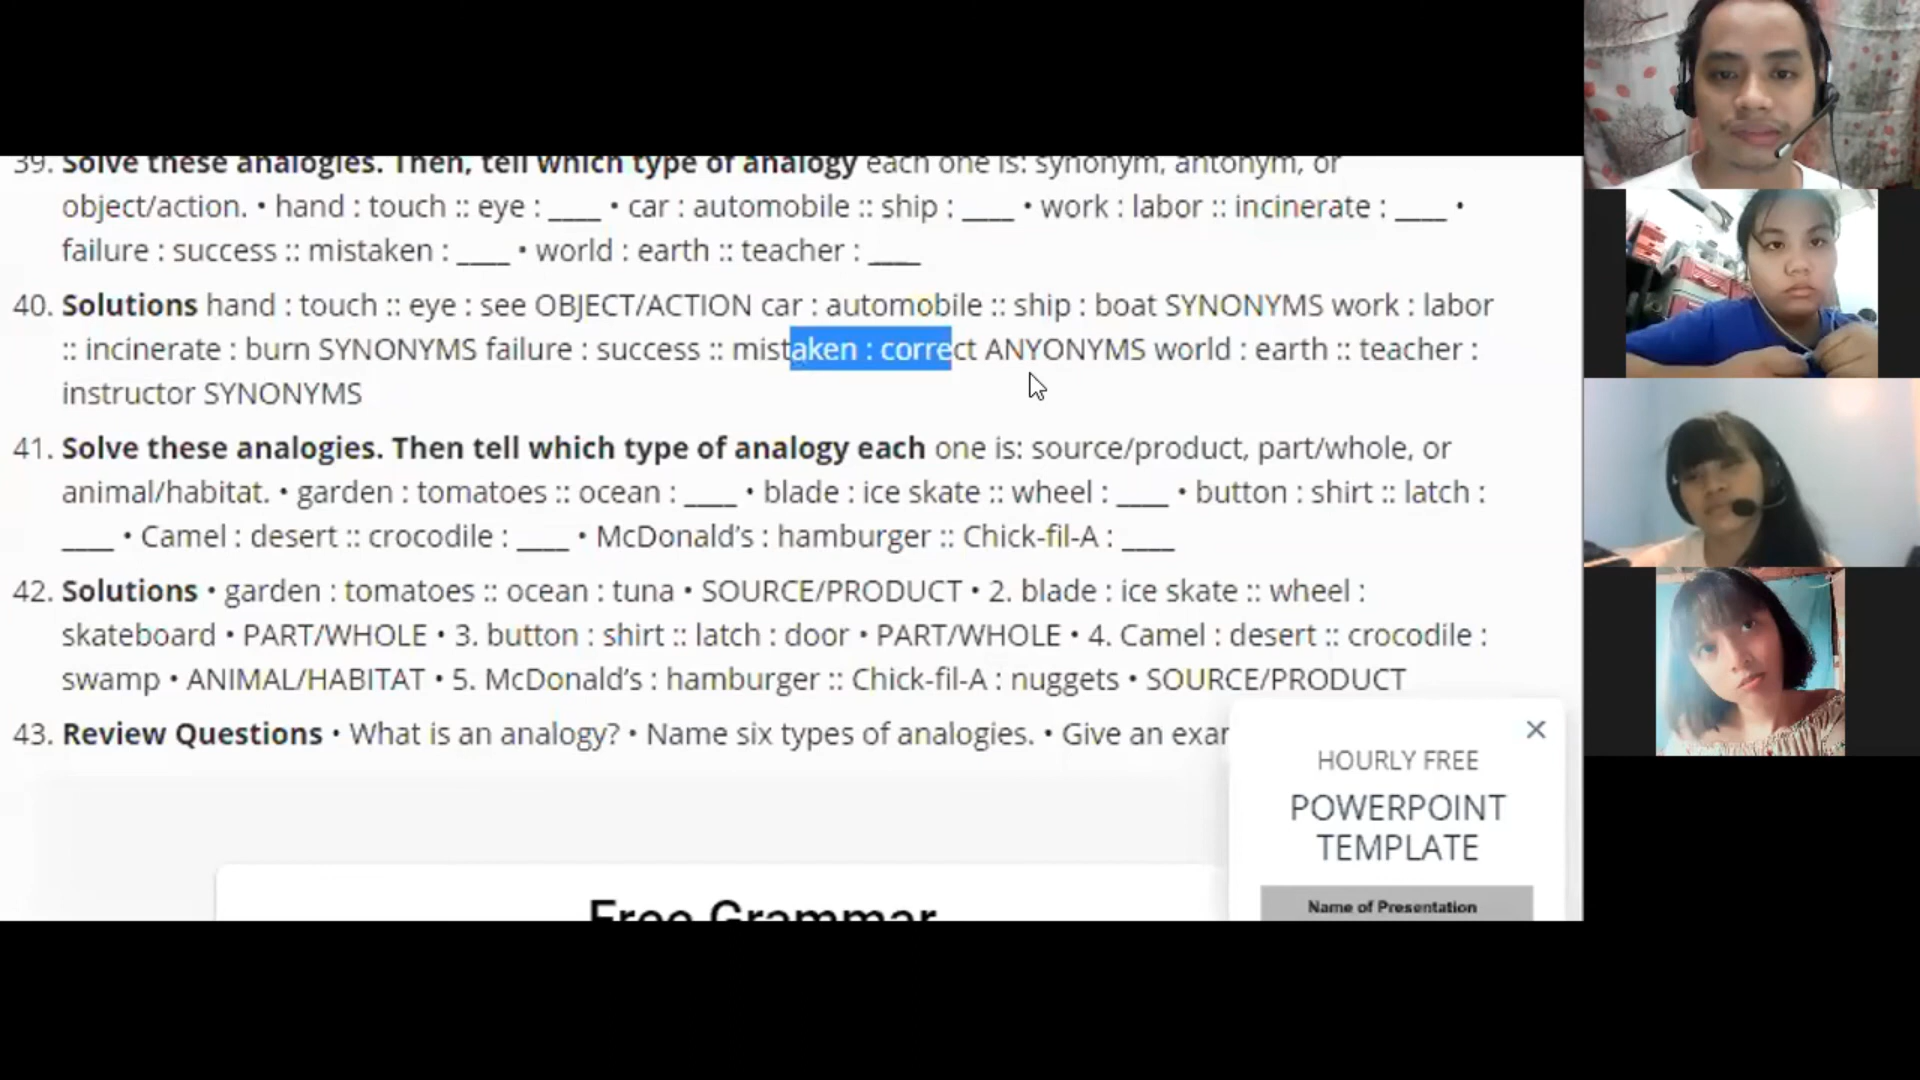 39. Solve these analogies. Then, tell which type of analogy each one is: synonym, antonym, or
object/action. • hand : touch :: eye : ____ • car : automobile :: ship : ____ • work : labor :: incinerate : ____ •
failure : success :: mistaken : ____ • world : earth :: teacher : ____
40. Solutions hand : touch :: eye : see OBJECT/ACTION car : automobile :: ship : boat SYNONYMS work : labor
:: incinerate : burn SYNONYMS failure : success :: mistaken : correct ANYONYMS world : earth :: teacher :
instructor SYNONYMS
41. Solve these analogies. Then tell which type of analogy each one is: source/product, part/whole, or
animal/habitat. • garden : tomatoes :: ocean : ____ • blade : ice skate :: wheel : ____ • button : shirt :: latch :
____ • Camel : desert :: crocodile : ____ • McDonald’s : hamburger :: Chick-fil-A : ____
42. Solutions • garden : tomatoes :: ocean : tuna • SOURCE/PRODUCT • 2. blade : ice skate :: wheel :
skateboard • PART/WHOLE • 3. button : shirt :: latch : door • PART/WHOLE • 4. Camel : desert :: crocodile :
swamp • ANIMAL/HABITAT • 5. McDonald’s : hamburger :: Chick-fil-A : nuggets • SOURCE/PRODUCT
43. Review Questions • What is an analogy? • Name six types of analogies. • Give an exar
HOURLY FREE
POWERPOINT
TEMPLATE
Name of Presentation
Free Grammar